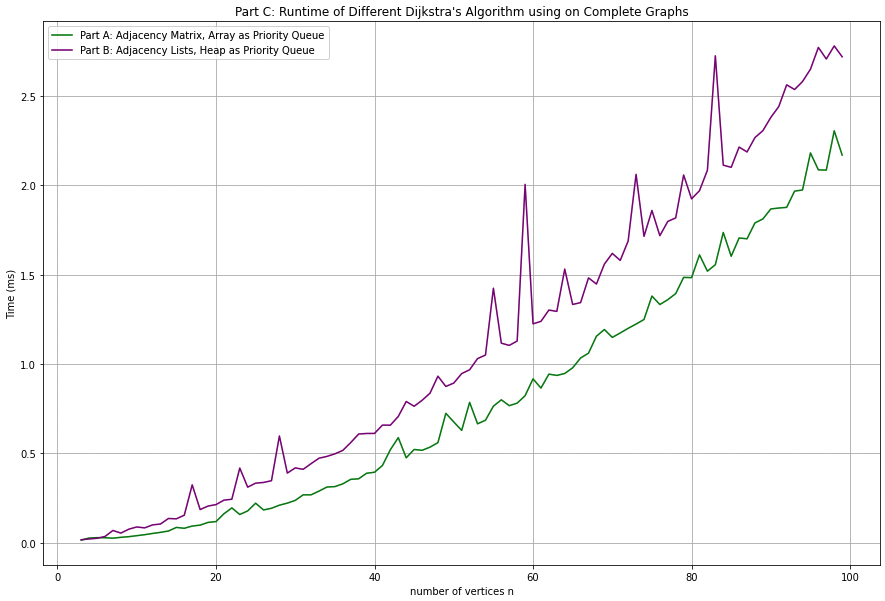 Part C: Runtime of Different Dijkstra's Algorithm using on Complete Graphs
Part A: Adjacency Matrix, Array as Priority Queue
Part B: Adjacency Lists, Heap as Priority Queue
Time (ms)
2.5
2.0
1.5
1.0
0.5
0.0
0 20 40 60 80 100
number of vertices n